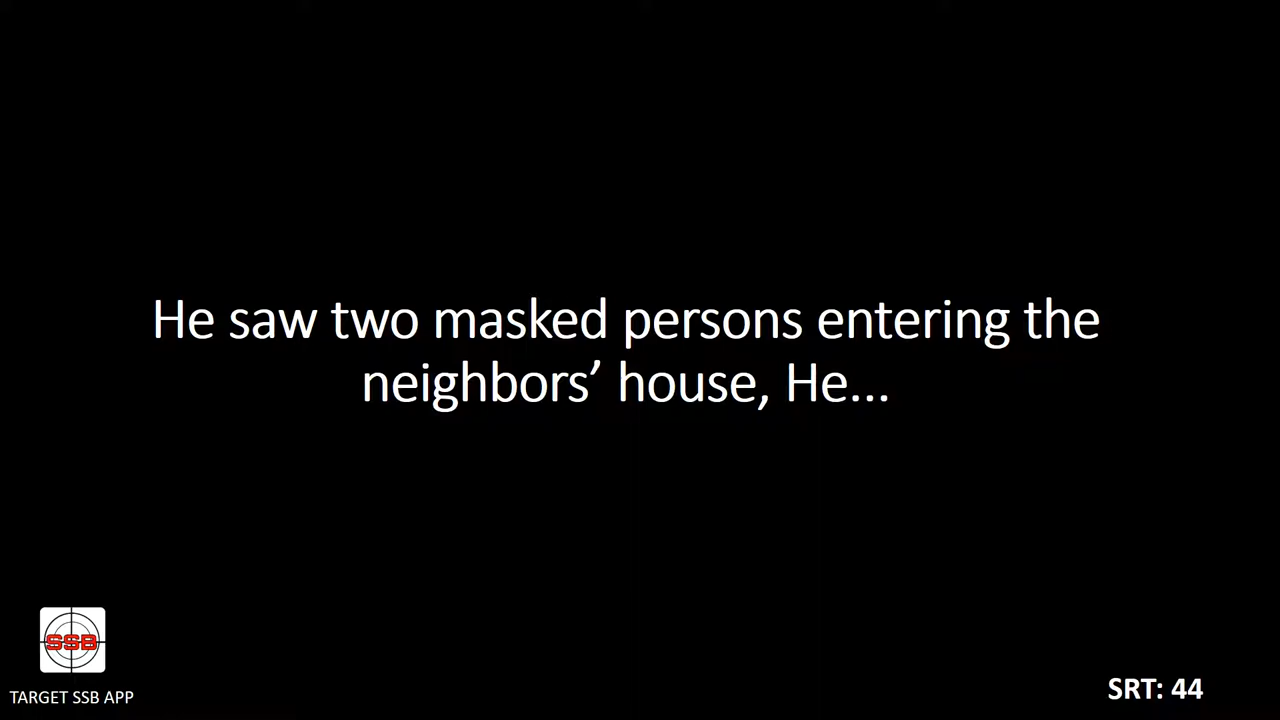 He saw two masked persons entering the
neighbors’ house, He...
SSB
TARGET SSB APP
SRT: 44